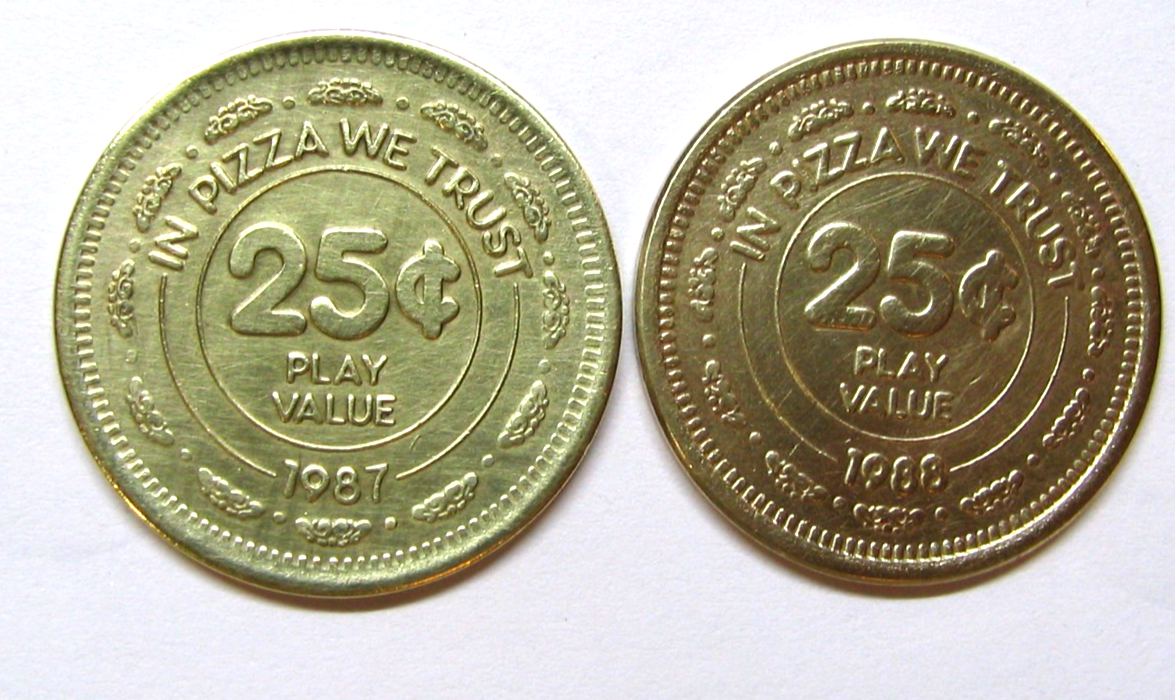 IN PIZZA WE TRUST
25¢
PLAY
VALUE
1987
IN PIZZA WE TRUST
25¢
PLAY
VALUE
1988